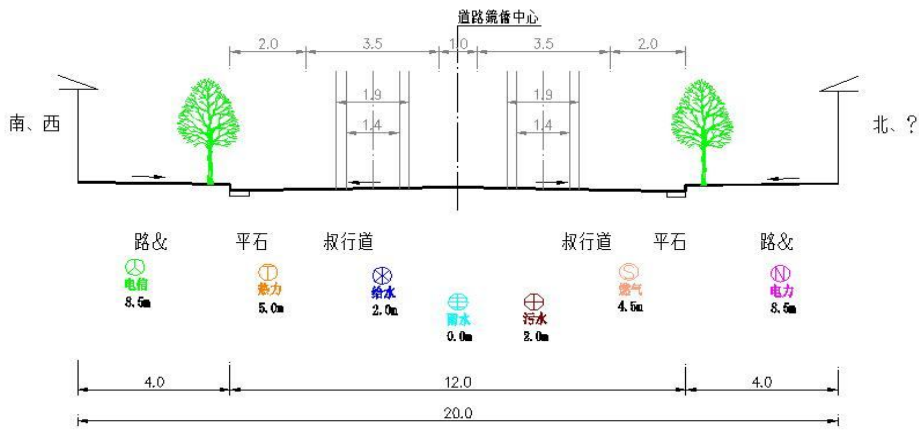 道路鏡像中心
2.0 3.5 1.0 3.5 2.0
1.9 1.9
1.4 1.4
南、西 北、?
路& 平石 叔行道 叔行道 平石 路&
电信 热力 给水 雨水 污水 燃气 电力
8.5m 5.0m 2.0m 0.0m 2.0m 4.5m 8.5m
4.0 12.0 4.0
20.0